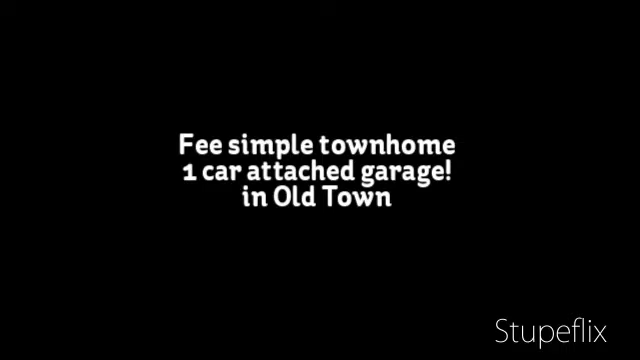 Fee simple townhome
1 car attached garage!
in Old Town
Stupeflix